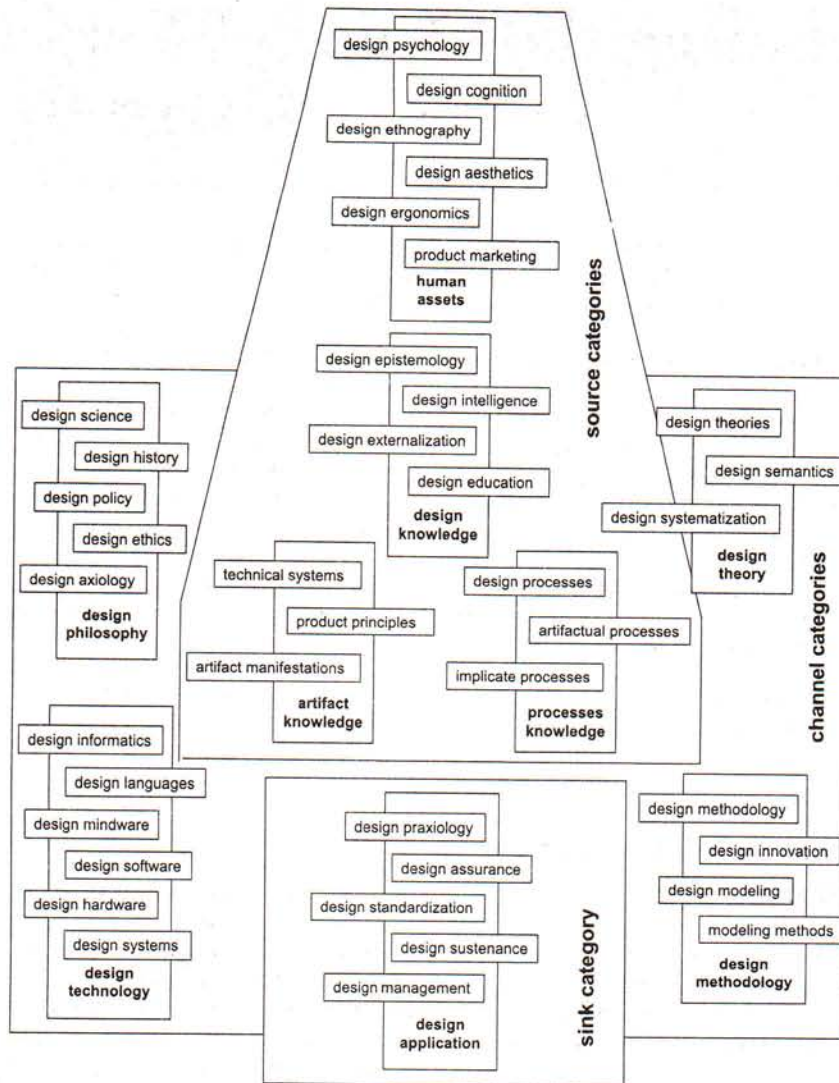 design psychology
design cognition
design ethnography
design aesthetics
design ergonomics
product marketing
human
assets
source categories
design epistemology
design intelligence
design externalization
design education
design
knowledge
technical systems
product principles
artifact manifestations
artifact
knowledge
design processes
artifactual processes
implicate processes
processes
knowledge
design science
design history
design policy
design ethics
design axiology
design
philosophy
design theories
design semantics
design systematization
design
theory
channel categories
design informatics
design languages
design mindware
design software
design hardware
design systems
design
technology
design praxiology
design assurance
design standardization
design sustenance
design management
design
application
sink category
design methodology
design innovation
design modeling
modeling methods
design
methodology